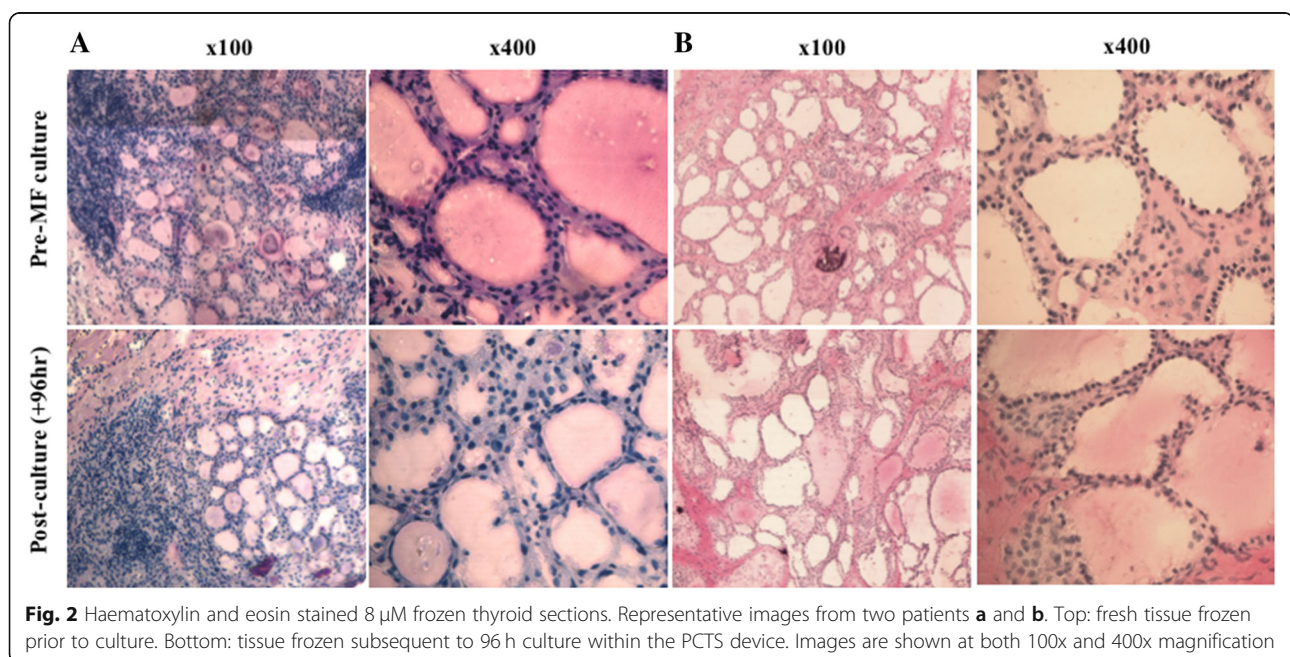 A
x100
x400
B
x100
x400
Pre-MF culture
Post-culture (+96hr)
Fig. 2 Haematoxylin and eosin stained 8 μM frozen thyroid sections. Representative images from two patients a and b. Top: fresh tissue frozen
prior to culture. Bottom: tissue frozen subsequent to 96 h culture within the PCTS device. Images are shown at both 100x and 400x magnification